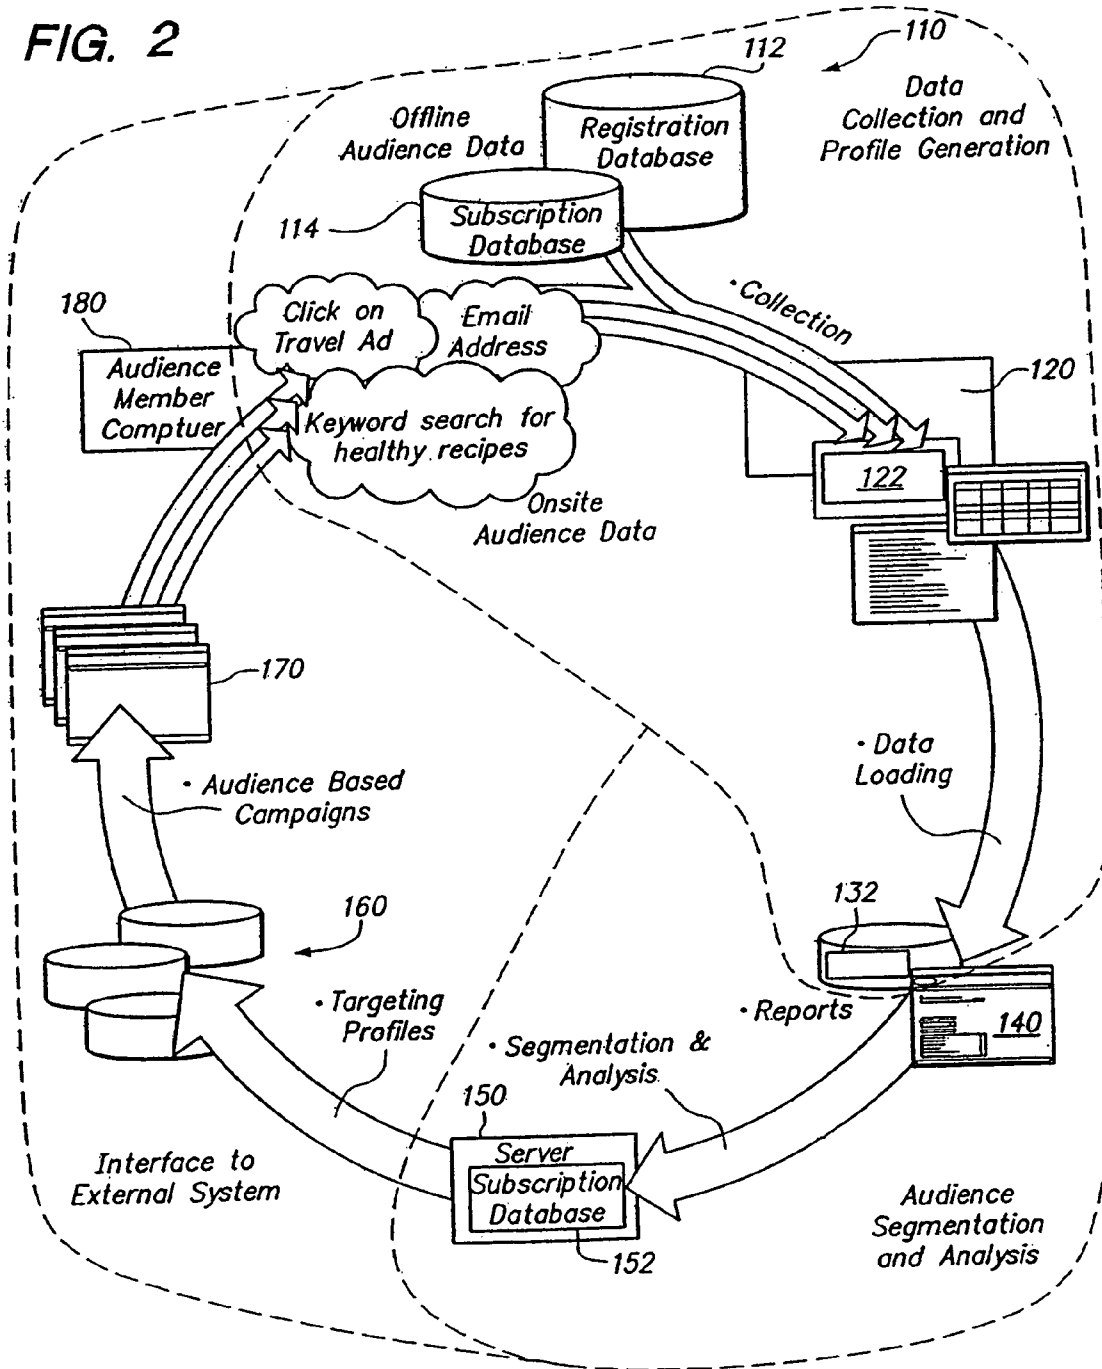 FIG. 2
110
112
Data
Collection and
Profile Generation
Offline
Audience Data
Registration
Database
114
Subscription
Database
180
Click on
Travel Ad
Email
Address
• Collection
Audience
Member
Comptuer
120
Keyword search for
healthy recipes
122
Onsite
Audience Data
170
• Data
Loading
• Audience Based
Campaigns
132
160
• Targeting
Profiles
• Reports
140
• Segmentation &
Analysis
150
Server
Subscription
Database
152
Interface to
External System
Audience
Segmentation
and Analysis